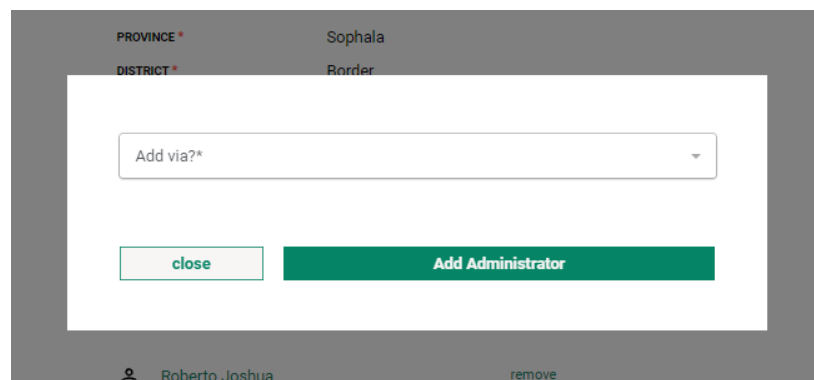 PROVINCE * Sophala
DISTRICT * Border
Add via?*
close Add Administrator
Roberto Joshua remove